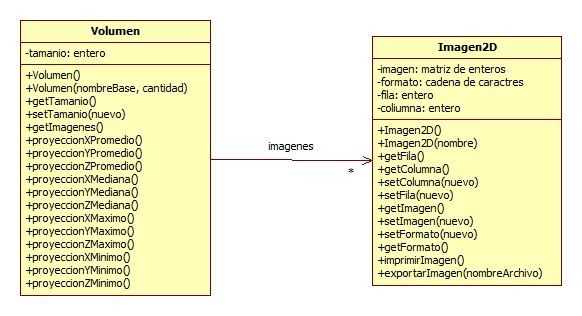 Volumen
-tamanio: entero
+Volumen()
+Volumen(nombreBase, cantidad)
+getTamanio()
+setTamanio(nuevo)
+getImagenes()
+proyeccionXPromedio()
+proyeccionYPromedio()
+proyeccionZPromedio()
+proyeccionXMediana()
+proyeccionYMediana()
+proyeccionZMediana()
+proyeccionXMaximo()
+proyeccionYMaximo()
+proyeccionZMaximo()
+proyeccionXMinimo()
+proyeccionYMinimo()
+proyeccionZMinimo()
imagenes
*
Imagen2D
-imagen: matriz de enteros
-formato: cadena de caractres
-fila: entero
-coliumna: entero
+Imagen2D()
+Imagen2D(nombre)
+getFila()
+getColumna()
+setColumna(nuevo)
+setFila(nuevo)
+getImagen()
+setImagen(nuevo)
+setFormato(nuevo)
+getFormato()
+imprimirImagen()
+exportarImagen(nombreArchivo)